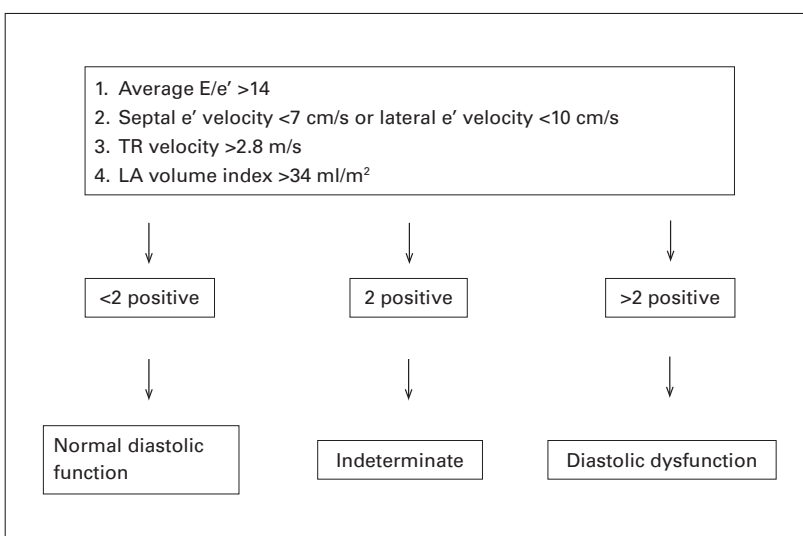 1. Average E/e’ >14
2. Septal e’ velocity <7 cm/s or lateral e’ velocity <10 cm/s
3. TR velocity >2.8 m/s
4. LA volume index >34 ml/m²
<2 positive
2 positive
>2 positive
Normal diastolic
function
Indeterminate
Diastolic dysfunction